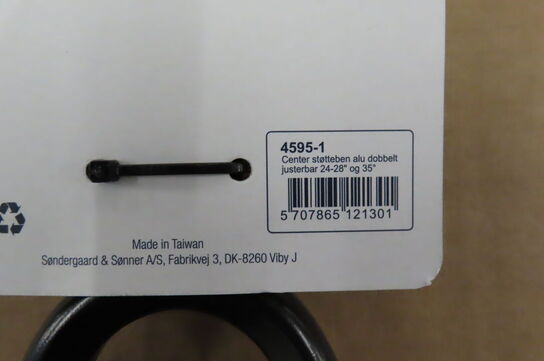 4595-1
Center støtteben alu dobbelt
justerbar 24-28" og 35°
5 707865 121301
Made in Taiwan
Søndergaard & Sønner A/S, Fabrikvej 3, DK-8260 Viby J